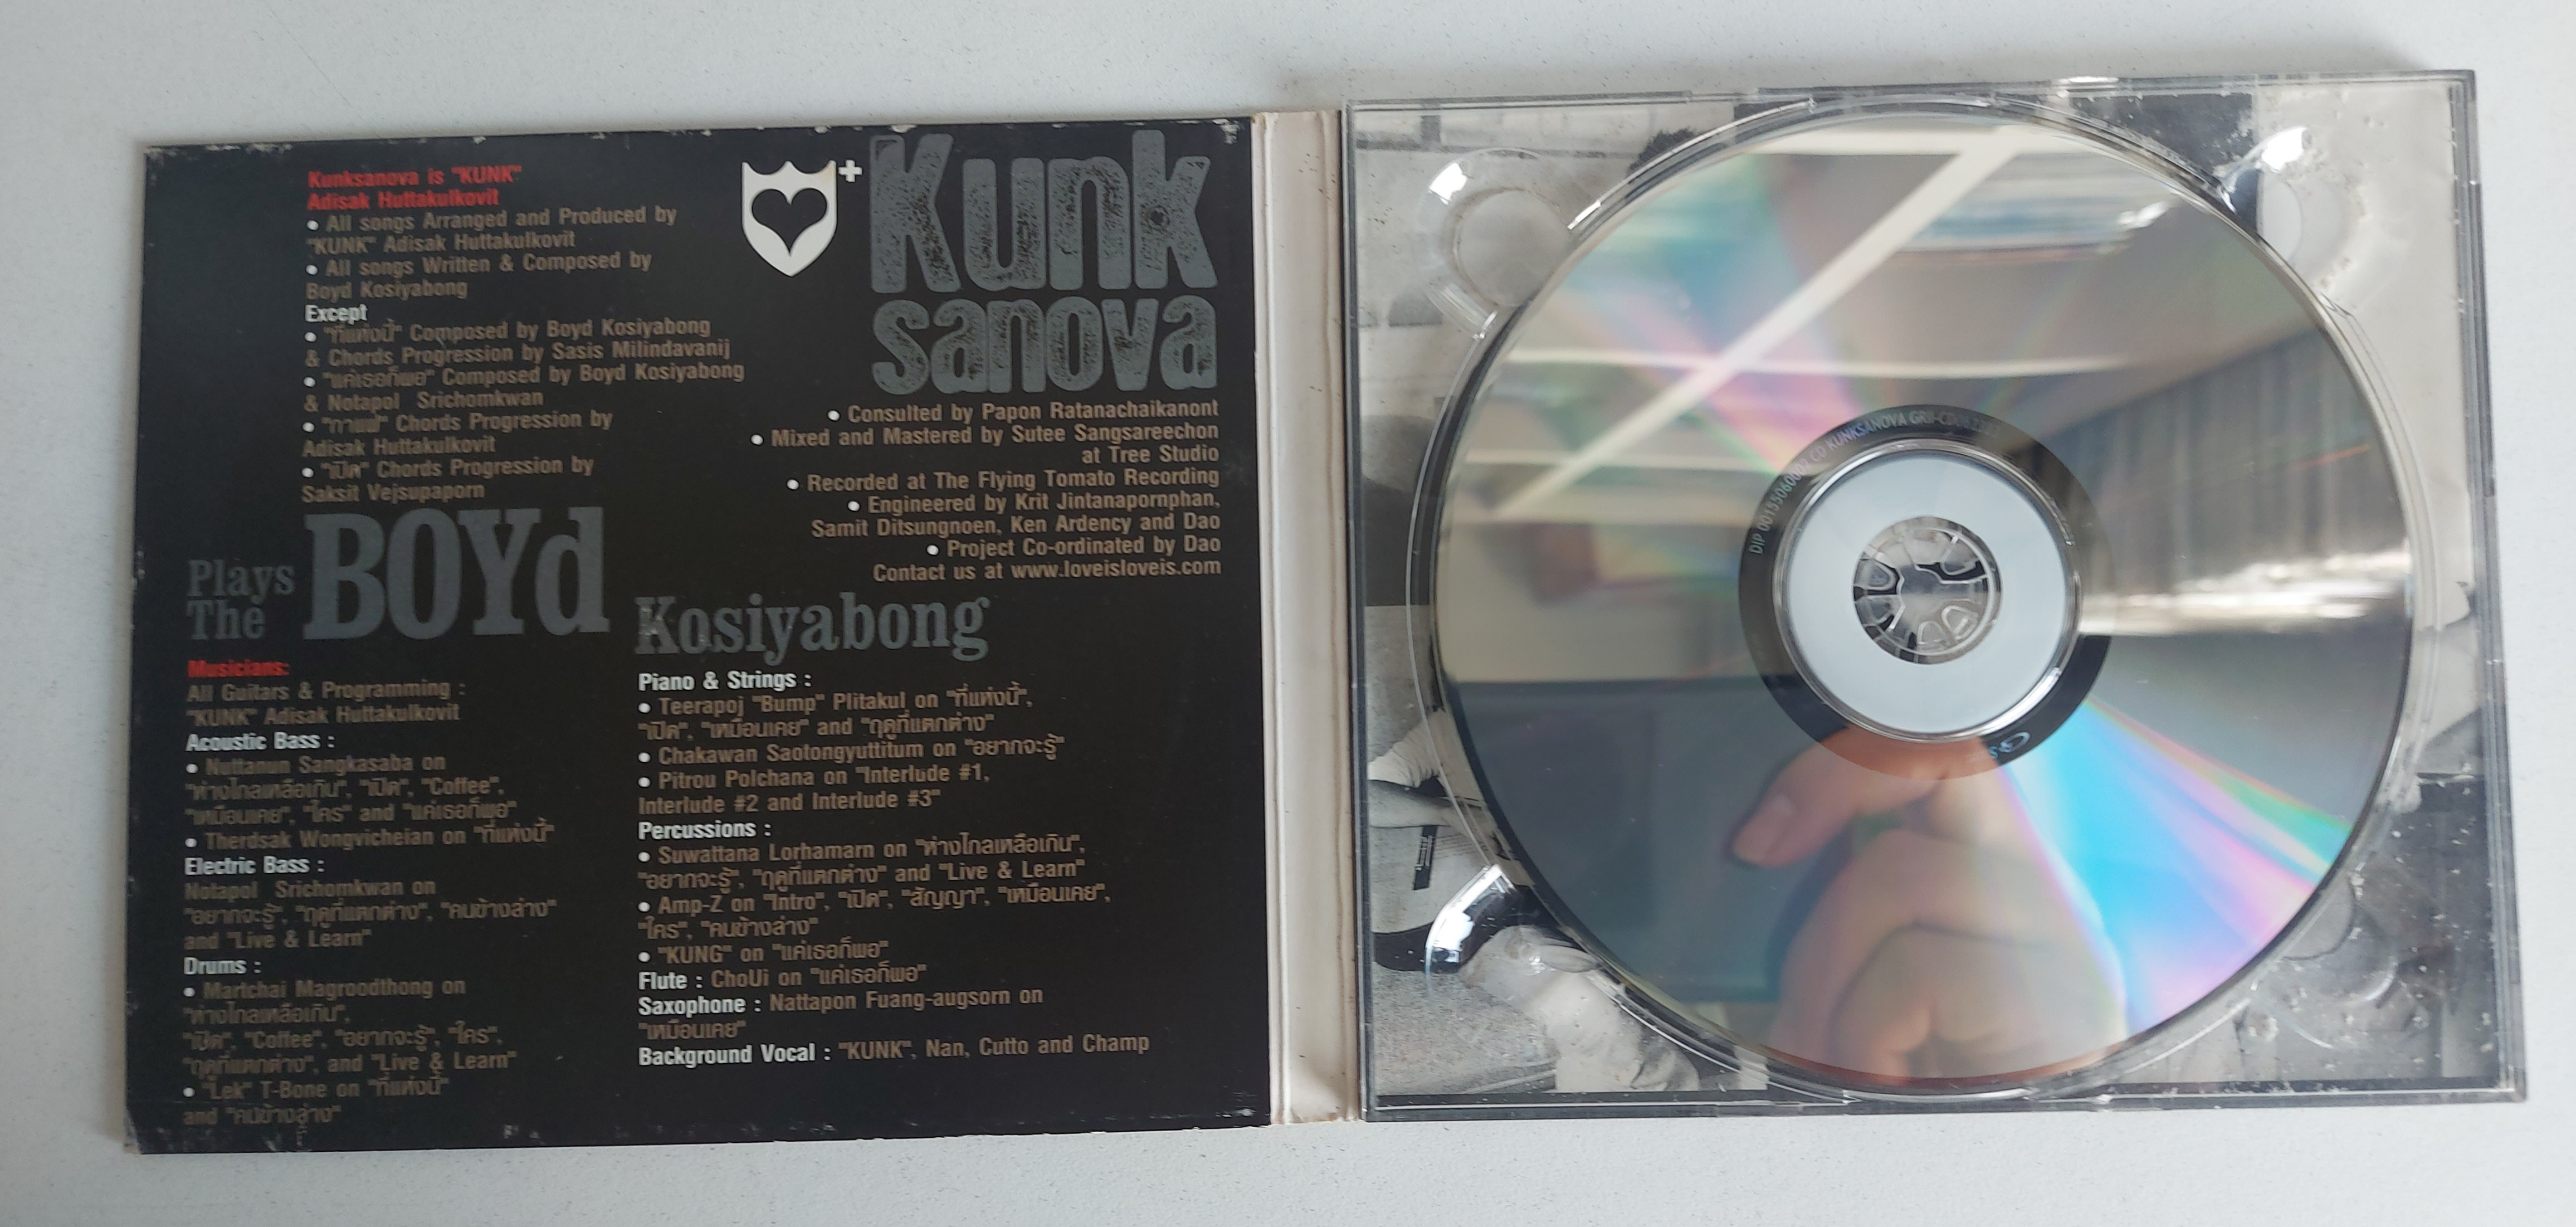 Kunksanova is "KUNK"
Adisak Huttakulkovit
• All songs Arranged and Produced by
"KUNK" Adisak Huttakulkovit
• All songs Written & Composed by
Boyd Kosiyabong
Except
• "ที่แห่งนี้" Composed by Boyd Kosiyabong
& Chords Progression by Sasis Milindavanij
• "แค่เธอก็พอ" Composed by Boyd Kosiyabong
& Notapol Srichomkwan
• "กาแฟ" Chords Progression by
Adisak Huttakulkovit
• "เปิด" Chords Progression by
Saksit Vejsupaporn
Kunk
sanova
• Consulted by Papon Ratanachaikanont
• Mixed and Mastered by Sutee Sangsareechon
at Tree Studio
• Recorded at The Flying Tomato Recording
• Engineered by Krit Jintanapornphan,
Samit Ditsungnoen, Ken Ardency and Dao
• Project Co-ordinated by Dao
Contact us at www.loveisloveis.com
Plays
The
BOYd
Kosiyabong
Musicians:
All Guitars & Programming :
"KUNK" Adisak Huttakulkovit
Acoustic Bass :
• Nuttanun Sangkasaba on
"ห่างไกลเหลือเกิน", "เปิด", "Coffee",
"เหมือนเคย", "ใคร" and "แค่เธอก็พอ"
• Therdsak Wongvicheian on "ที่แห่งนี้"
Electric Bass :
Notapol Srichomkwan on
"อยากจะรู้", "ฤดูที่แตกต่าง", "คนข้างล่าง"
and "Live & Learn"
Drums :
• Martchai Magroodthong on
"ห่างไกลเหลือเกิน",
"เปิด", "Coffee", "อยากจะรู้", "ใคร",
"ฤดูที่แตกต่าง", and "Live & Learn"
• "Lek" T-Bone on "ที่แห่งนี้"
and "คนข้างล่าง"
Piano & Strings :
• Teerapoj "Bump" Plitakul on "ที่แห่งนี้",
"เปิด", "เหมือนเคย" and "ฤดูที่แตกต่าง"
• Chakawan Saotongyuttitum on "อยากจะรู้"
• Pitrou Polchana on "Interlude #1,
Interlude #2 and Interlude #3"
Percussions :
• Suwattana Lorhamarn on "ห่างไกลเหลือเกิน",
"อยากจะรู้", "ฤดูที่แตกต่าง" and "Live & Learn"
• Amp-Z on "Intro", "เปิด", "สัญญา", "เหมือนเคย",
"ใคร", "คนข้างล่าง"
• "KUNG" on "แค่เธอก็พอ"
Flute : ChoUi on "แค่เธอก็พอ"
Saxophone : Nattapon Fuang-augsorn on
"เหมือนเคย"
Background Vocal : "KUNK", Nan, Cutto and Champ
CD KUNKSANOVA